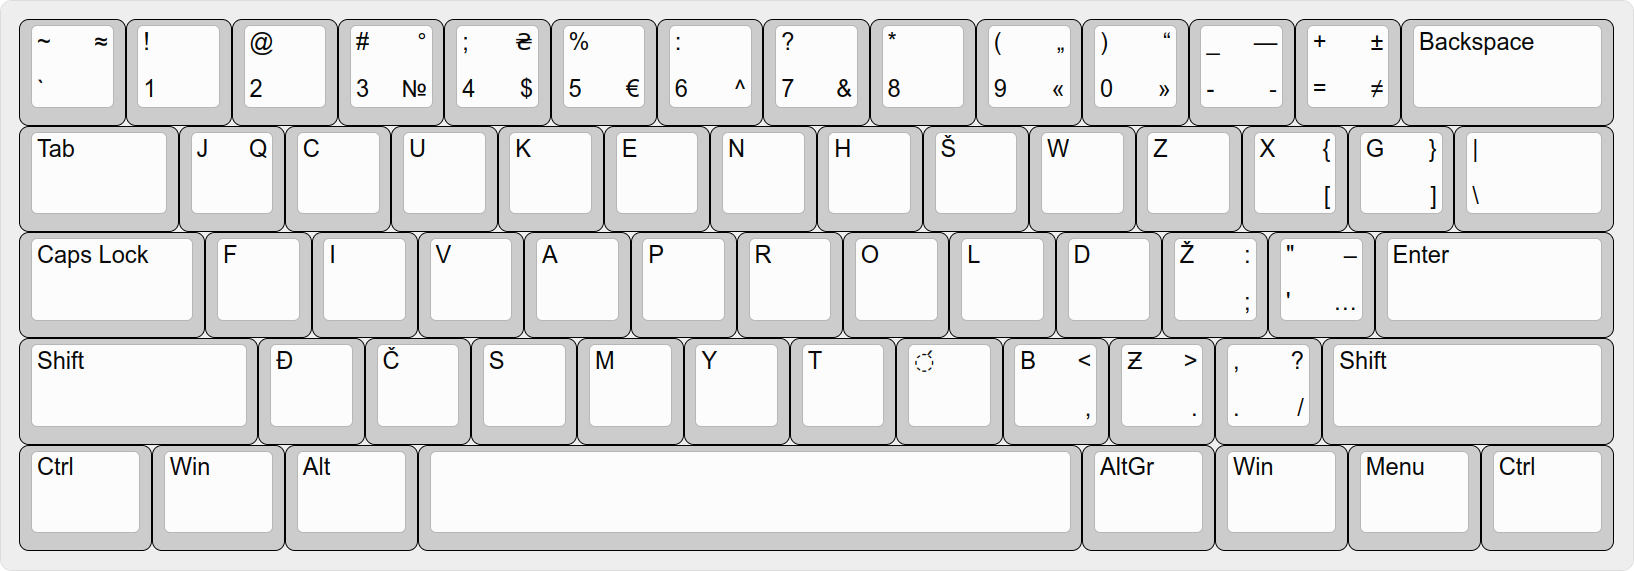 ~ ≈ ! @ # ° ; ₴ % : ? * ( „ ) “ _ — + ± Backspace
` 1 2 3 № 4 $ 5 € 6 ^ 7 & 8 9 « 0 » - - = ≠
Tab J Q C U K E N H Š W Z X { G } |
[ ] \
Caps Lock F I V A P R O L D Ž : " – Enter
; ' …
Shift Đ Č S M Y T ◌́ B < Ƶ > , ? Shift
, . . /
Ctrl Win Alt AltGr Win Menu Ctrl